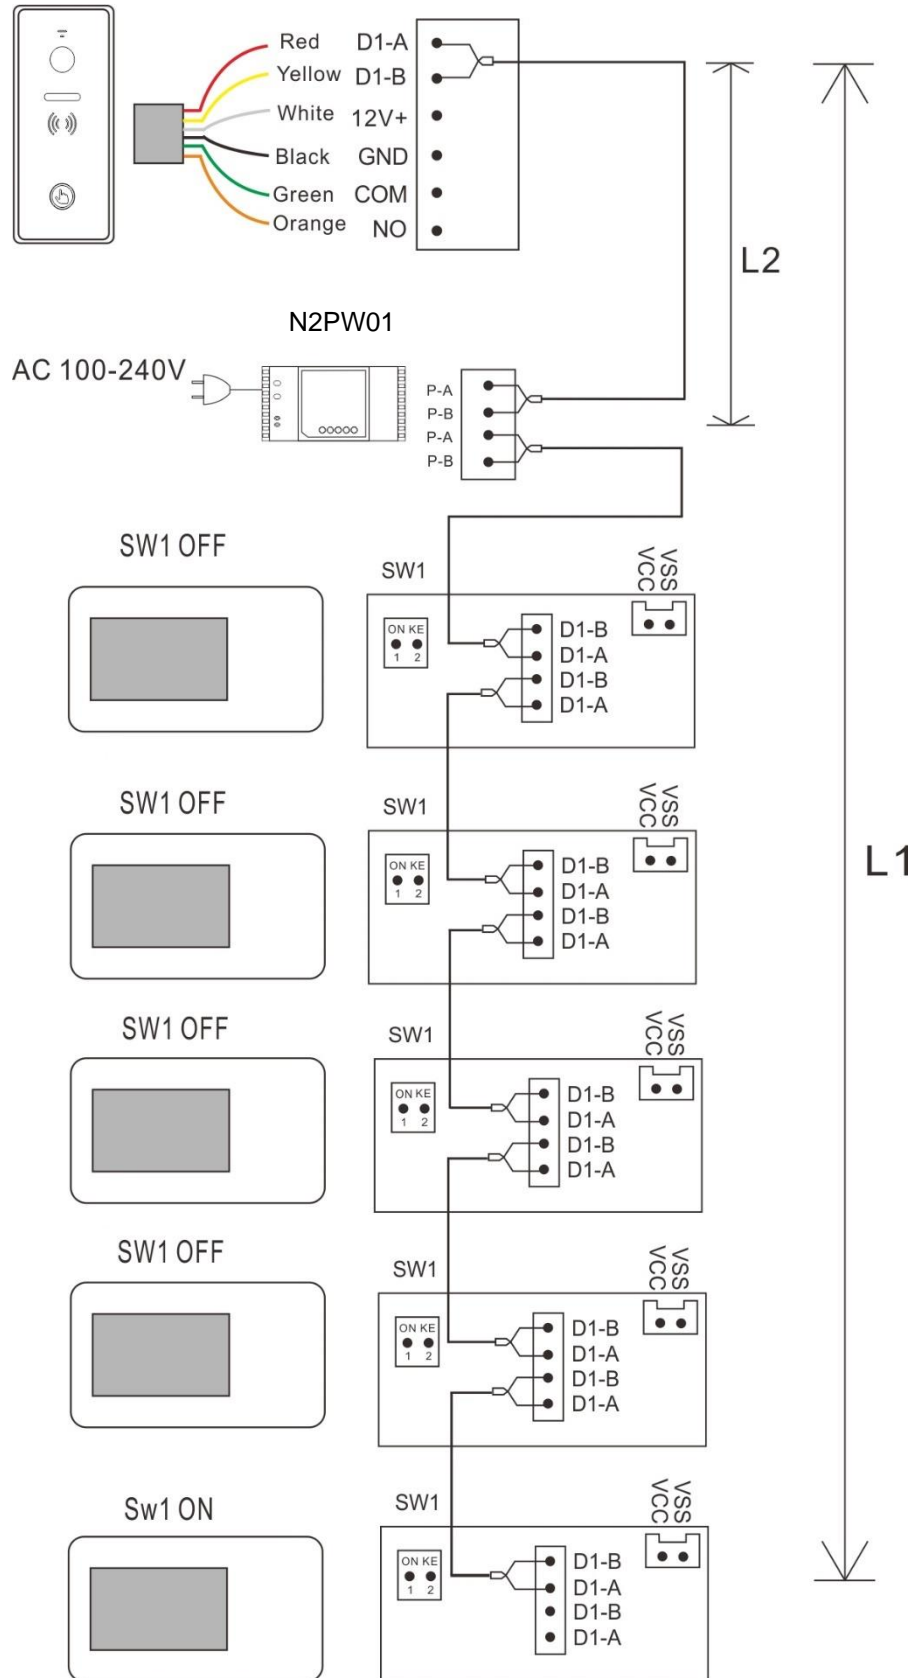 Red D1-A
Yellow D1-B
White 12V+
Black GND
Green COM
Orange NO
L2
N2PW01
AC 100-240V
P-A
P-B
P-A
P-B
SW1 OFF
SW1
VCC
VSS
ON KE
1 2
D1-B
D1-A
D1-B
D1-A
SW1 OFF
SW1
VCC
VSS
ON KE
1 2
D1-B
D1-A
D1-B
D1-A
L1
SW1 OFF
SW1
VCC
VSS
ON KE
1 2
D1-B
D1-A
D1-B
D1-A
SW1 OFF
SW1
VCC
VSS
ON KE
1 2
D1-B
D1-A
D1-B
D1-A
Sw1 ON
SW1
VCC
VSS
ON KE
1 2
D1-B
D1-A
D1-B
D1-A